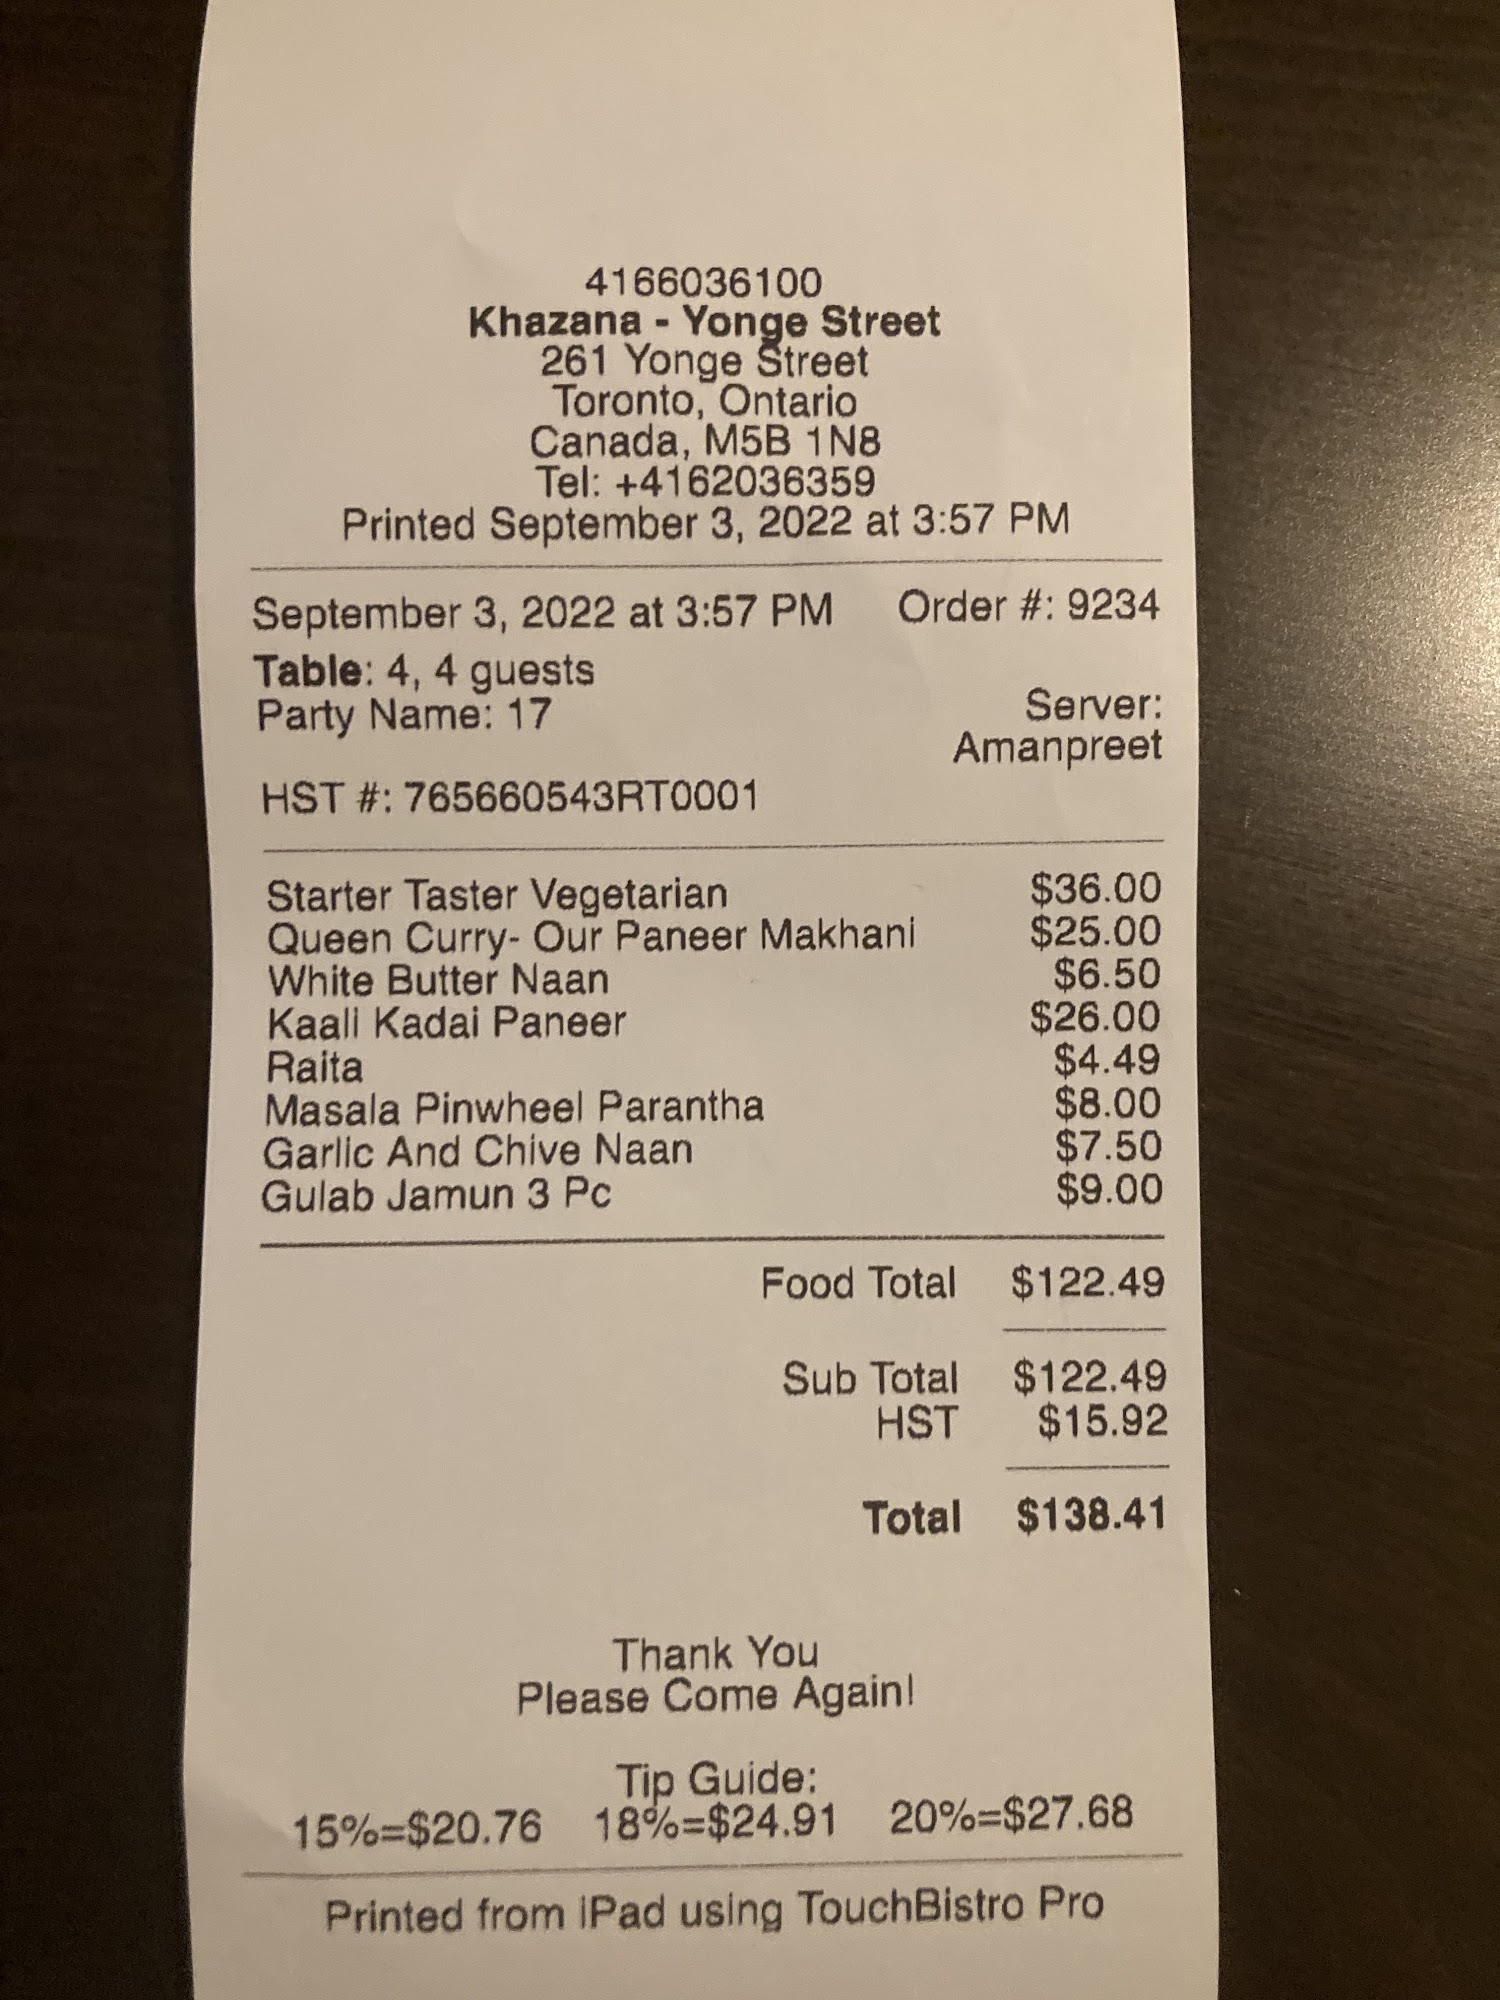 4166036100
Khazana - Yonge Street
261 Yonge Street
Toronto, Ontario
Canada, M5B 1N8
Tel: +4162036359
Printed September 3, 2022 at 3:57 PM
September 3, 2022 at 3:57 PM Order #: 9234
Table: 4, 4 guests
Party Name: 17
Server:
Amanpreet
HST #: 765660543RT0001
Starter Taster Vegetarian $36.00
Queen Curry- Our Paneer Makhani $25.00
White Butter Naan $6.50
Kaali Kadai Paneer $26.00
Raita $4.49
Masala Pinwheel Parantha $8.00
Garlic And Chive Naan $7.50
Gulab Jamun 3 Pc $9.00
Food Total $122.49
Sub Total $122.49
HST $15.92
Total $138.41
Thank You
Please Come Again!
Tip Guide:
15%=$20.76 18%=$24.91 20%=$27.68
Printed from iPad using TouchBistro Pro